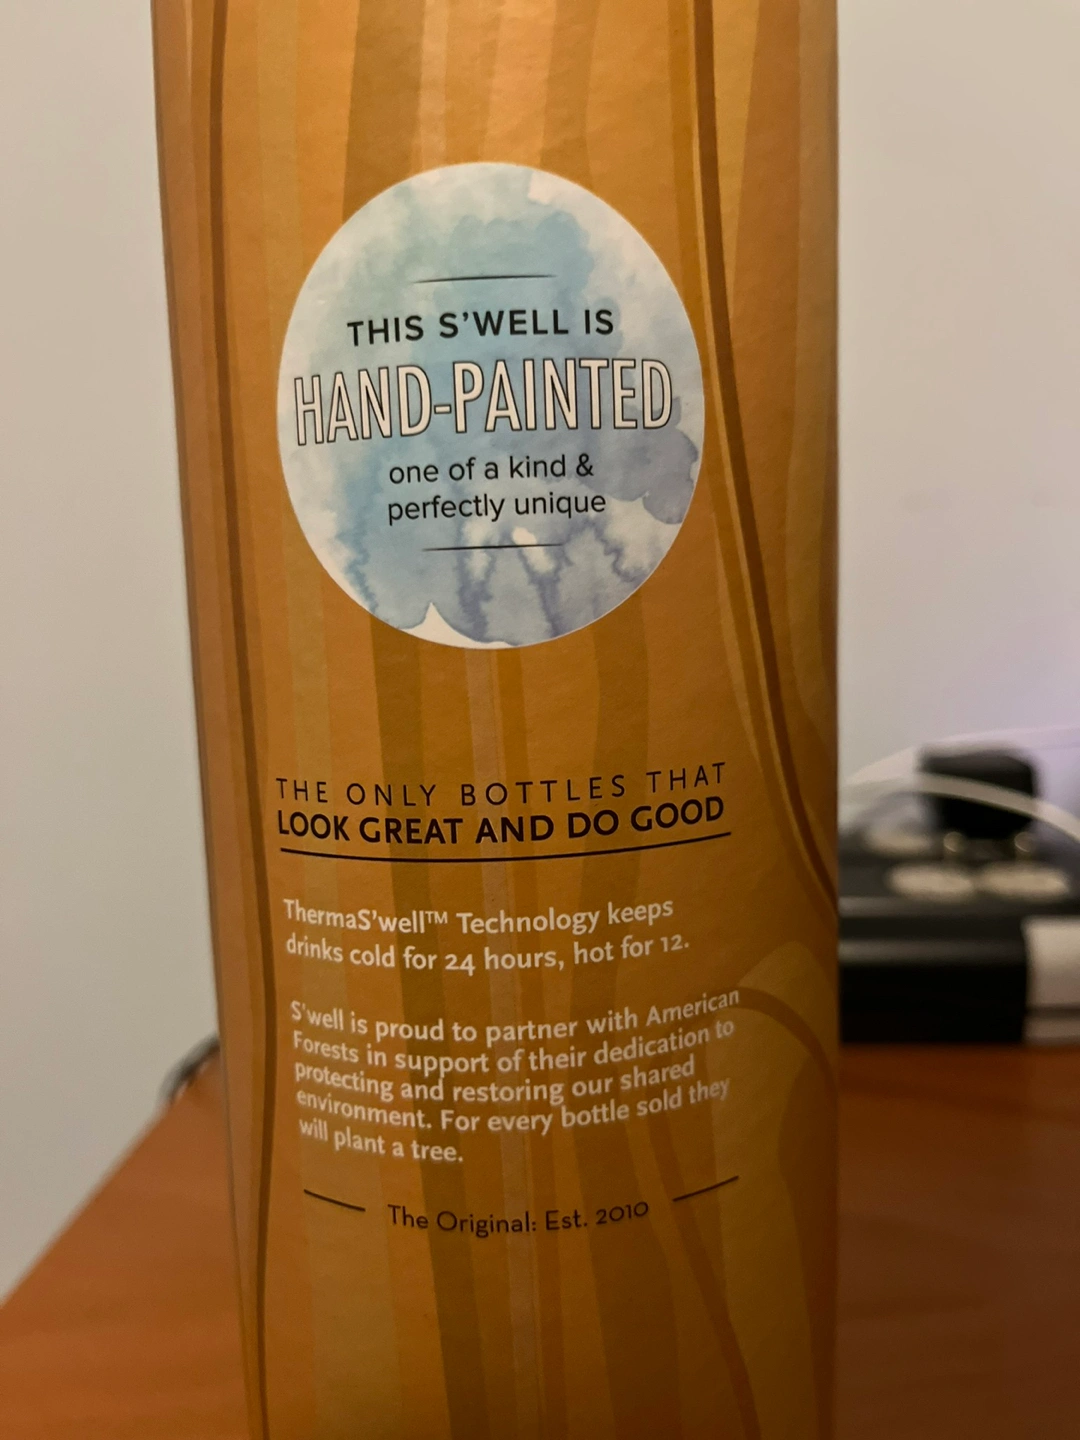 THIS S'WELL IS
HAND-PAINTED
one of a kind &
perfectly unique
THE ONLY BOTTLES THAT
LOOK GREAT AND DO GOOD
ThermaS'well™ Technology keeps
drinks cold for 24 hours, hot for 12.
S'well is proud to partner with American
Forests in support of their dedication to
protecting and restoring our shared
environment. For every bottle sold they
will plant a tree.
The Original: Est. 2010